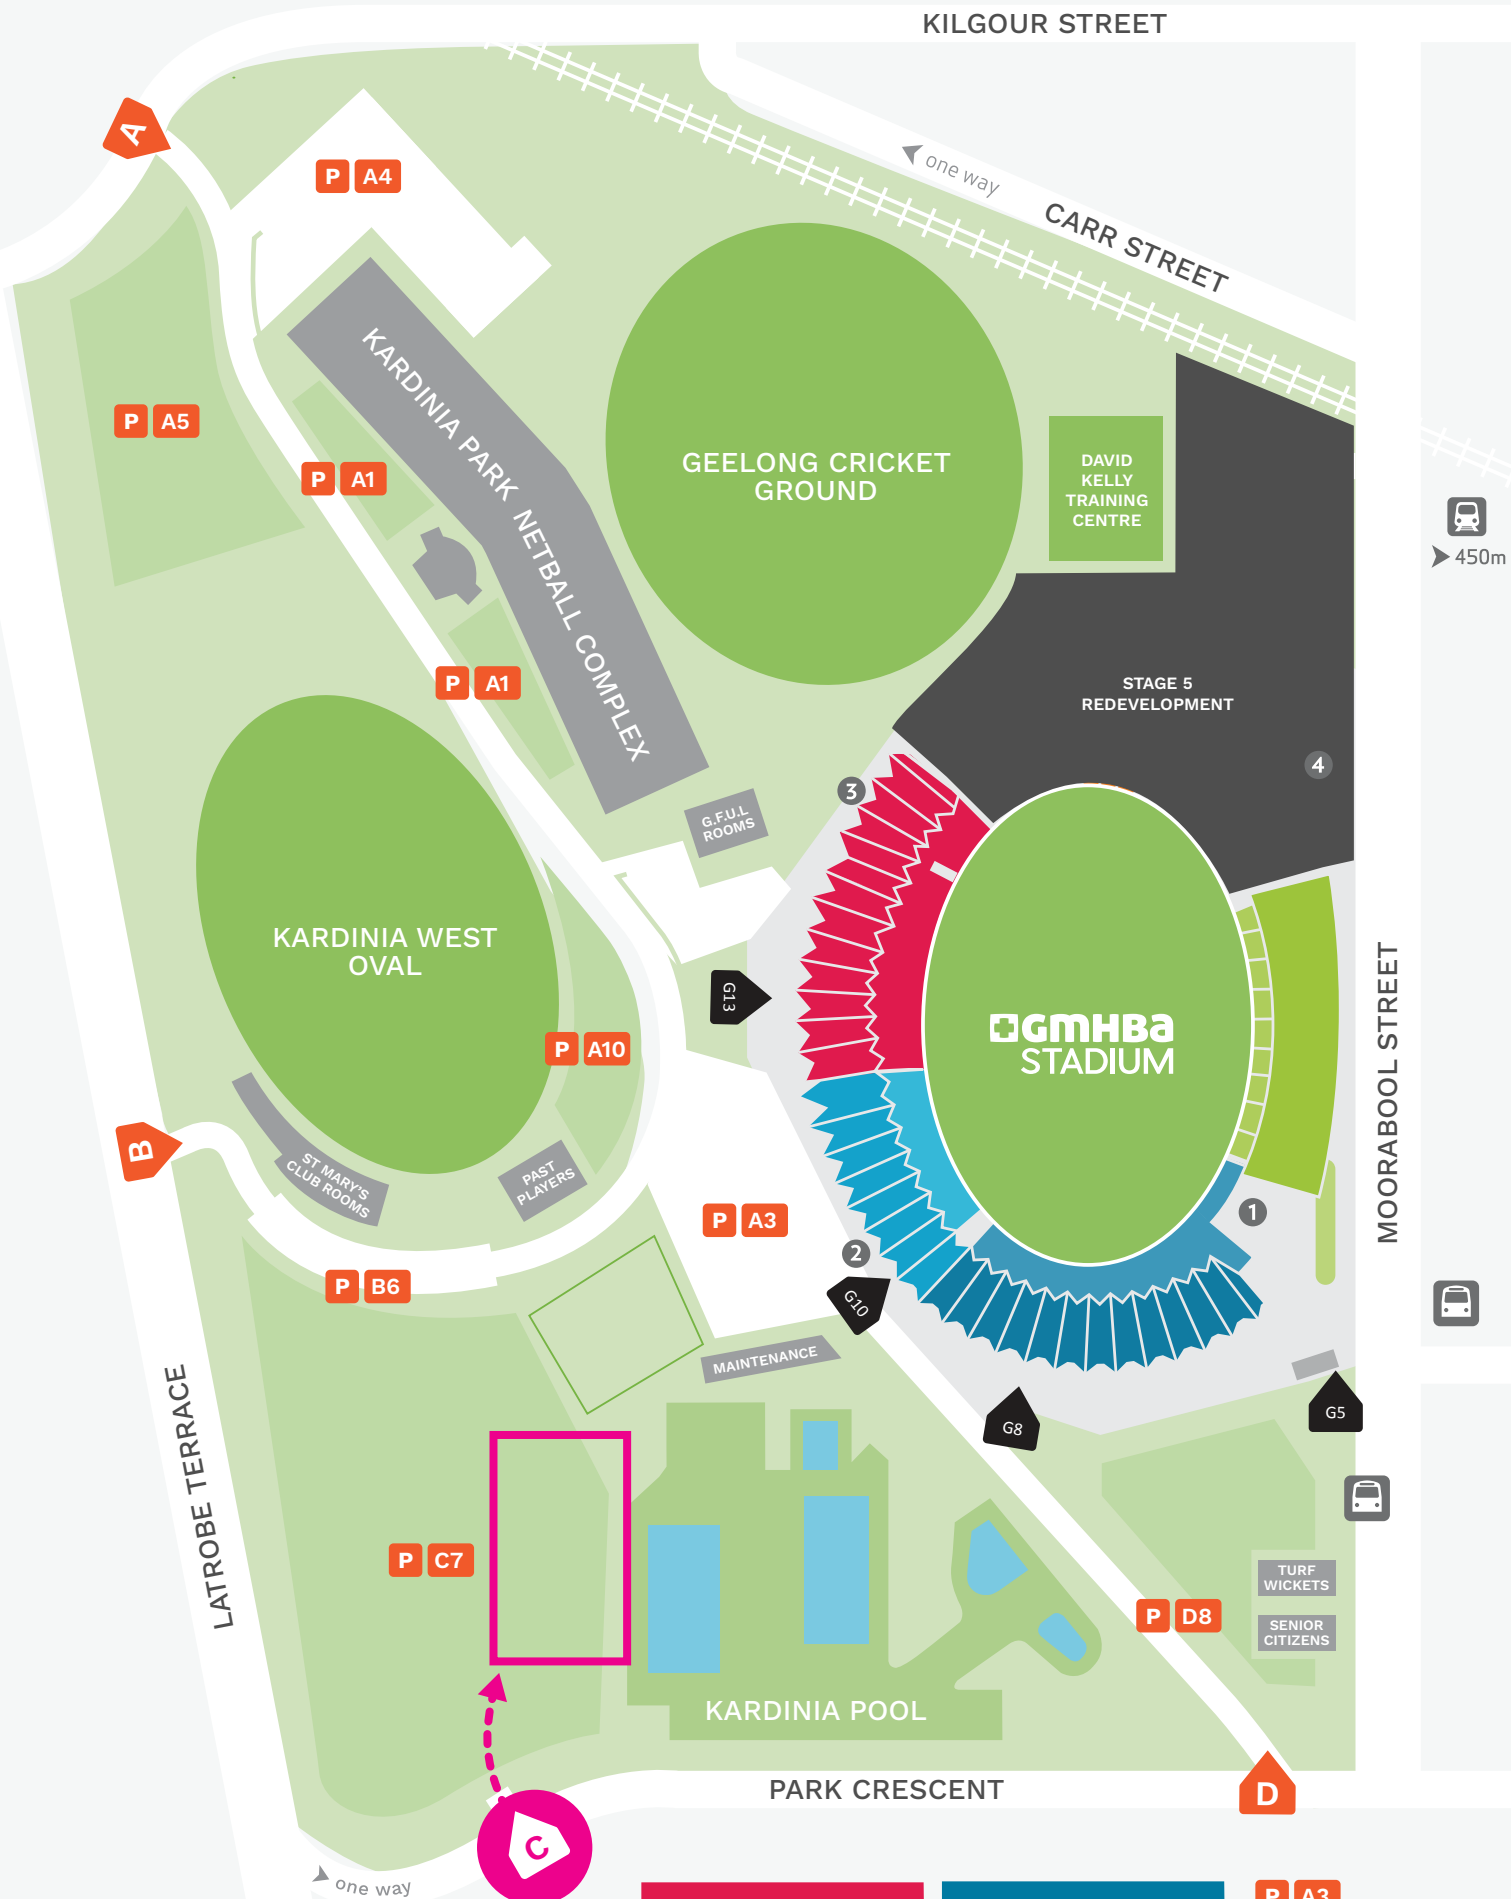 KILGOUR STREET
A
P A4
one way
CARR STREET
P A5
KARDINIA PARK NETBALL COMPLEX
P A1
GEELONG CRICKET
GROUND
DAVID
KELLY
TRAINING
CENTRE
450m
P A1
STAGE 5
REDEVELOPMENT
4
3
G.F.U.L
ROOMS
KARDINIA WEST
OVAL
G13
GMHBa
STADIUM
MOORABOOL STREET
P A10
B
ST MARY'S
CLUB ROOMS
PAST
PLAYERS
P A3
1
2
P B6
G10
MAINTENANCE
G8
G5
LATROBE TERRACE
P C7
TURF
WICKETS
P D8
SENIOR
CITIZENS
KARDINIA POOL
PARK CRESCENT
D
C
one way
P A3